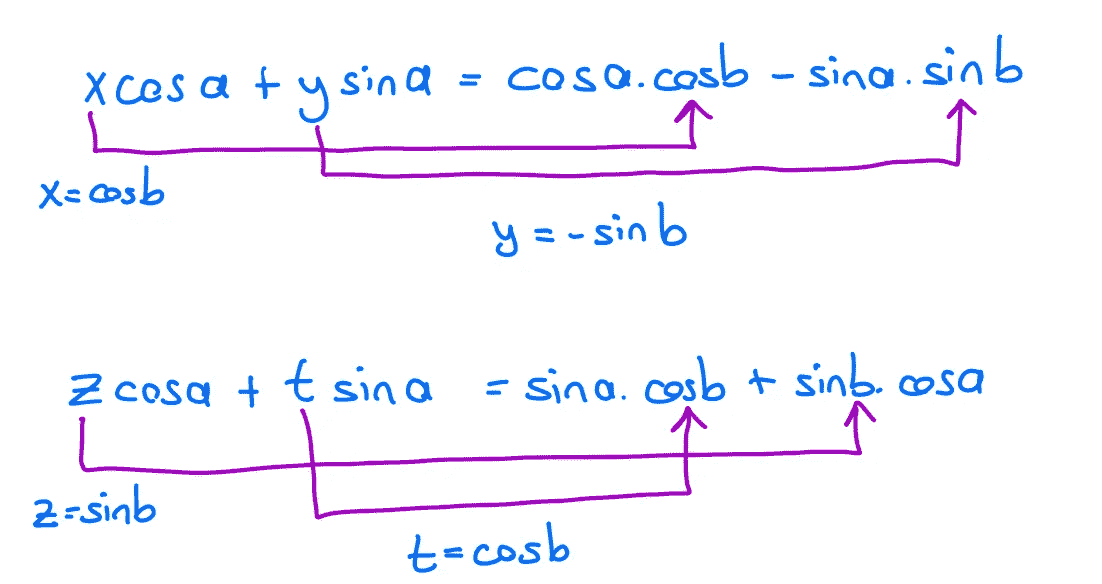 x cos a + y sin a = cos a . cos b - sin a . sin b
x = cos b
y = - sin b
z cos a + t sin a = sin a . cos b + sin b . cos a
z = sin b
t = cos b